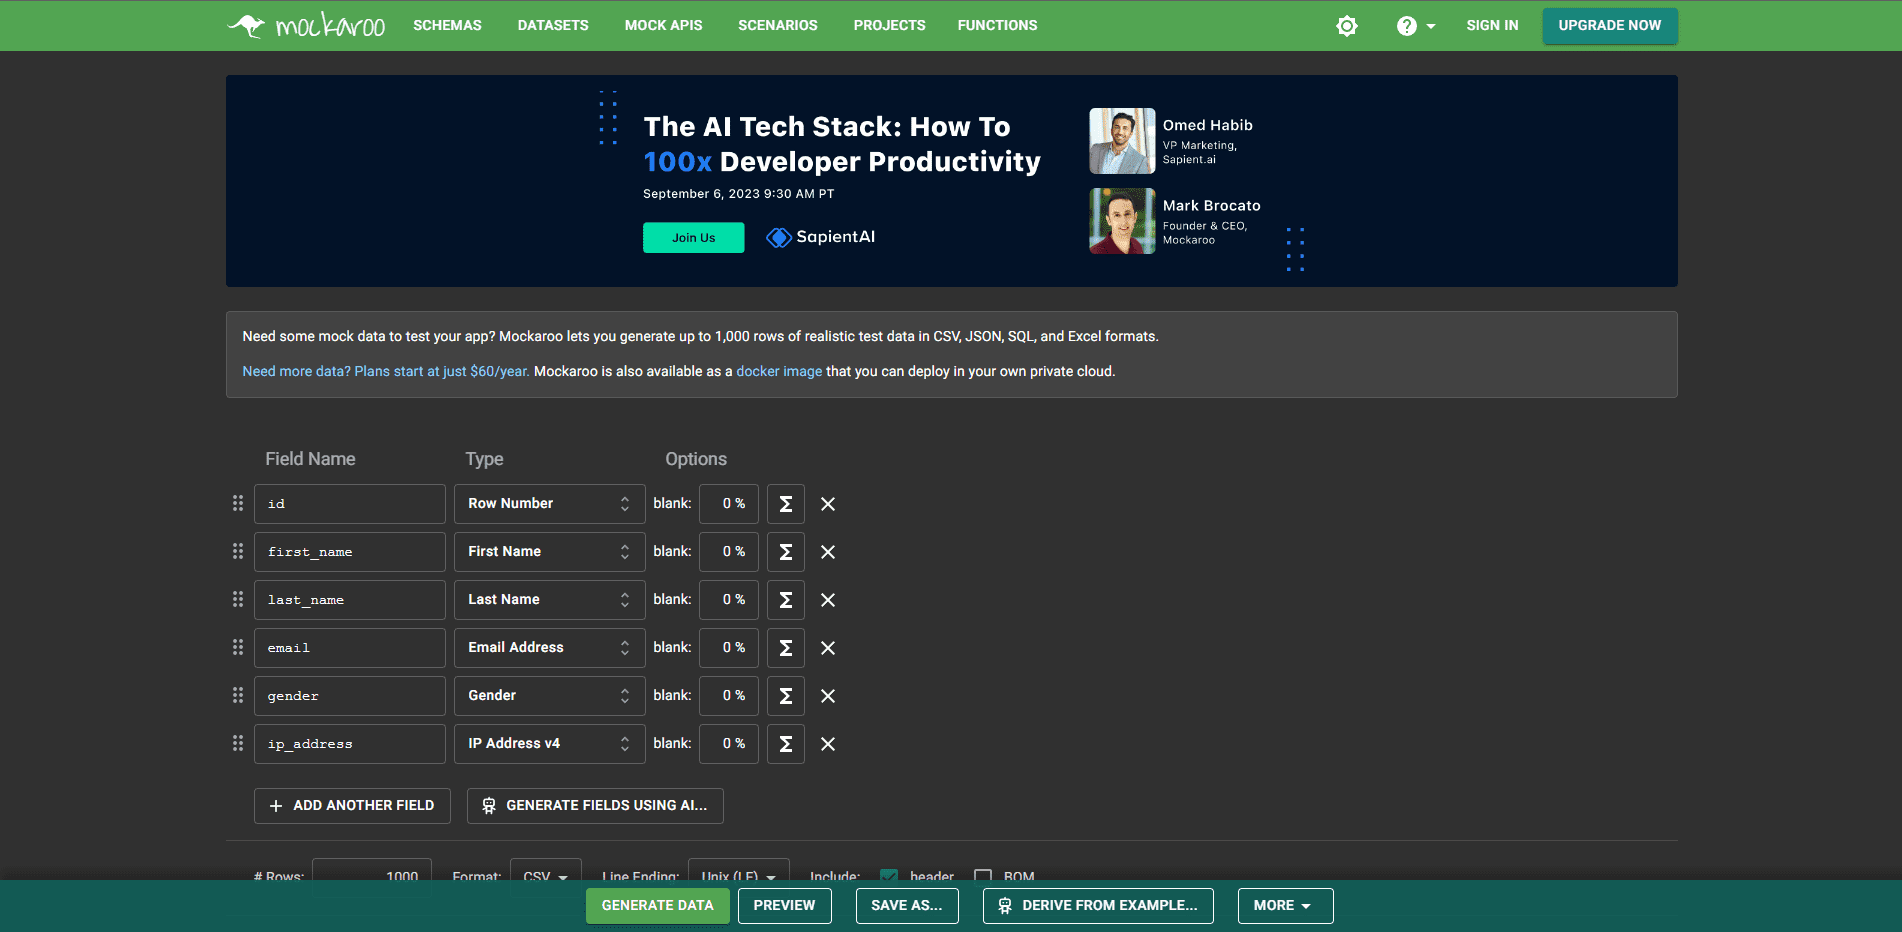 mockaroo SCHEMAS DATASETS MOCK APIS SCENARIOS PROJECTS FUNCTIONS ? SIGN IN UPGRADE NOW
The AI Tech Stack: How To
100x Developer Productivity
September 6, 2023 9:30 AM PT
Join Us SapientAI
Omed Habib
VP Marketing,
Sapient.ai
Mark Brocato
Founder & CEO,
Mockaroo
Need some mock data to test your app? Mockaroo lets you generate up to 1,000 rows of realistic test data in CSV, JSON, SQL, and Excel formats.
Need more data? Plans start at just $60/year. Mockaroo is also available as a docker image that you can deploy in your own private cloud.
Field Name Type Options
id Row Number blank: 0 % Σ
first_name First Name blank: 0 % Σ
last_name Last Name blank: 0 % Σ
email Email Address blank: 0 % Σ
gender Gender blank: 0 % Σ
ip_address IP Address v4 blank: 0 % Σ
+ ADD ANOTHER FIELD GENERATE FIELDS USING AI...
# Rows: 1000 Format: CSV Line Ending: Unix (LF) Include: header BOM
GENERATE DATA PREVIEW SAVE AS... DERIVE FROM EXAMPLE... MORE